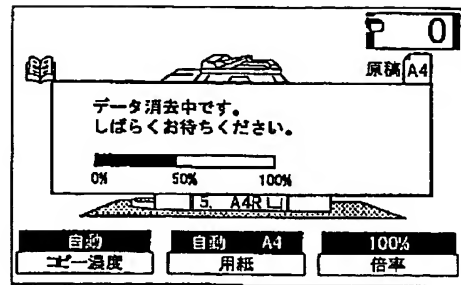 0
原稿 A4
データ消去中です。
しばらくお待ちください。
0% 50% 100%
5. A4R
自動 自動 A4 100%
コピー濃度 用紙 倍率